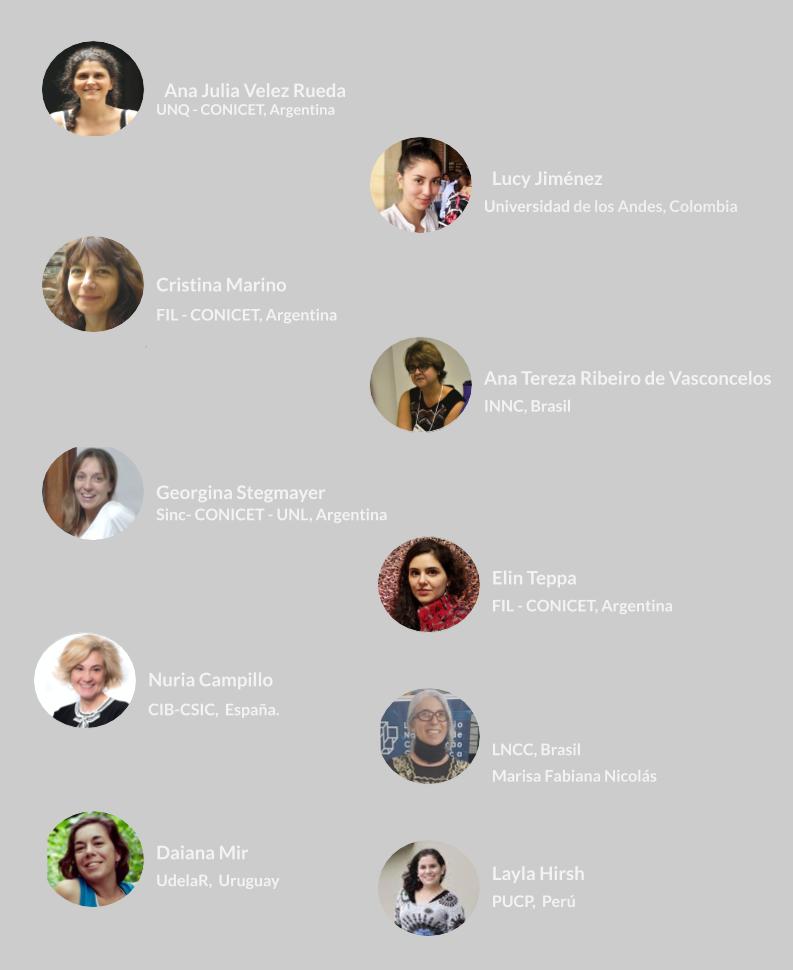 Ana Julia Velez Rueda
UNQ - CONICET, Argentina
Lucy Jiménez
Universidad de los Andes, Colombia
Cristina Marino
FIL - CONICET, Argentina
Ana Tereza Ribeiro de Vasconcelos
INNC, Brasil
Georgina Stegmayer
Sinc- CONICET - UNL, Argentina
Elin Teppa
FIL - CONICET, Argentina
Nuria Campillo
CIB-CSIC, España.
LNCC, Brasil
Marisa Fabiana Nicolás
Daiana Mir
UdelaR, Uruguay
Layla Hirsh
PUCP, Perú